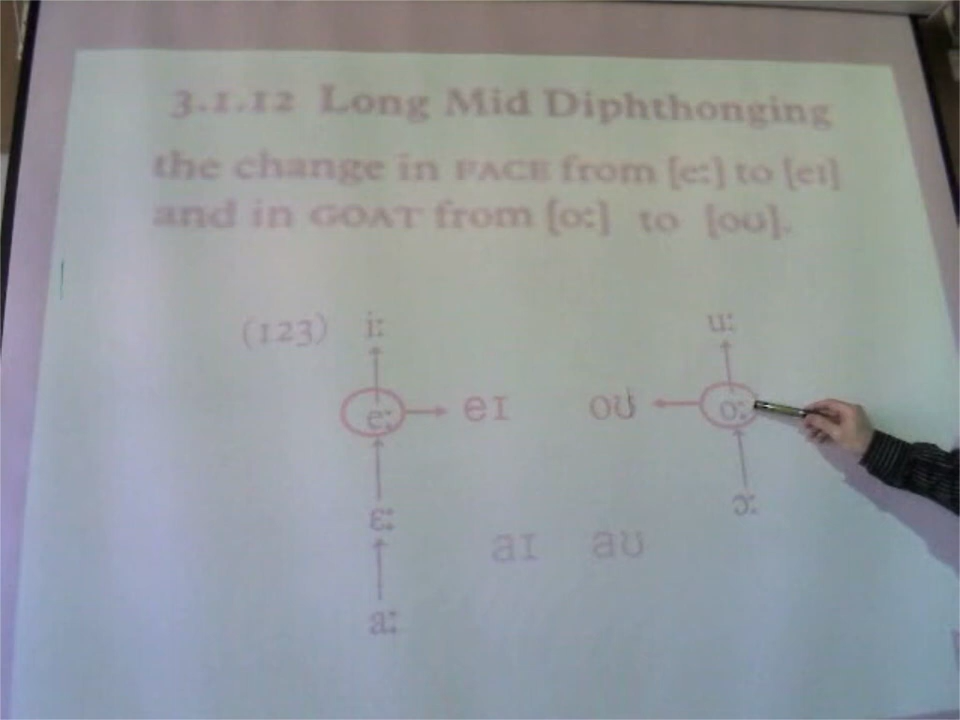 3.1.12 Long Mid Diphthonging
the change in FACE from [eː] to [eɪ]
and in GOAT from [oː] to [oʊ].
(123) iː uː
eː eɪ oʊ oː
ɛː ɔː
aɪ aʊ
aː